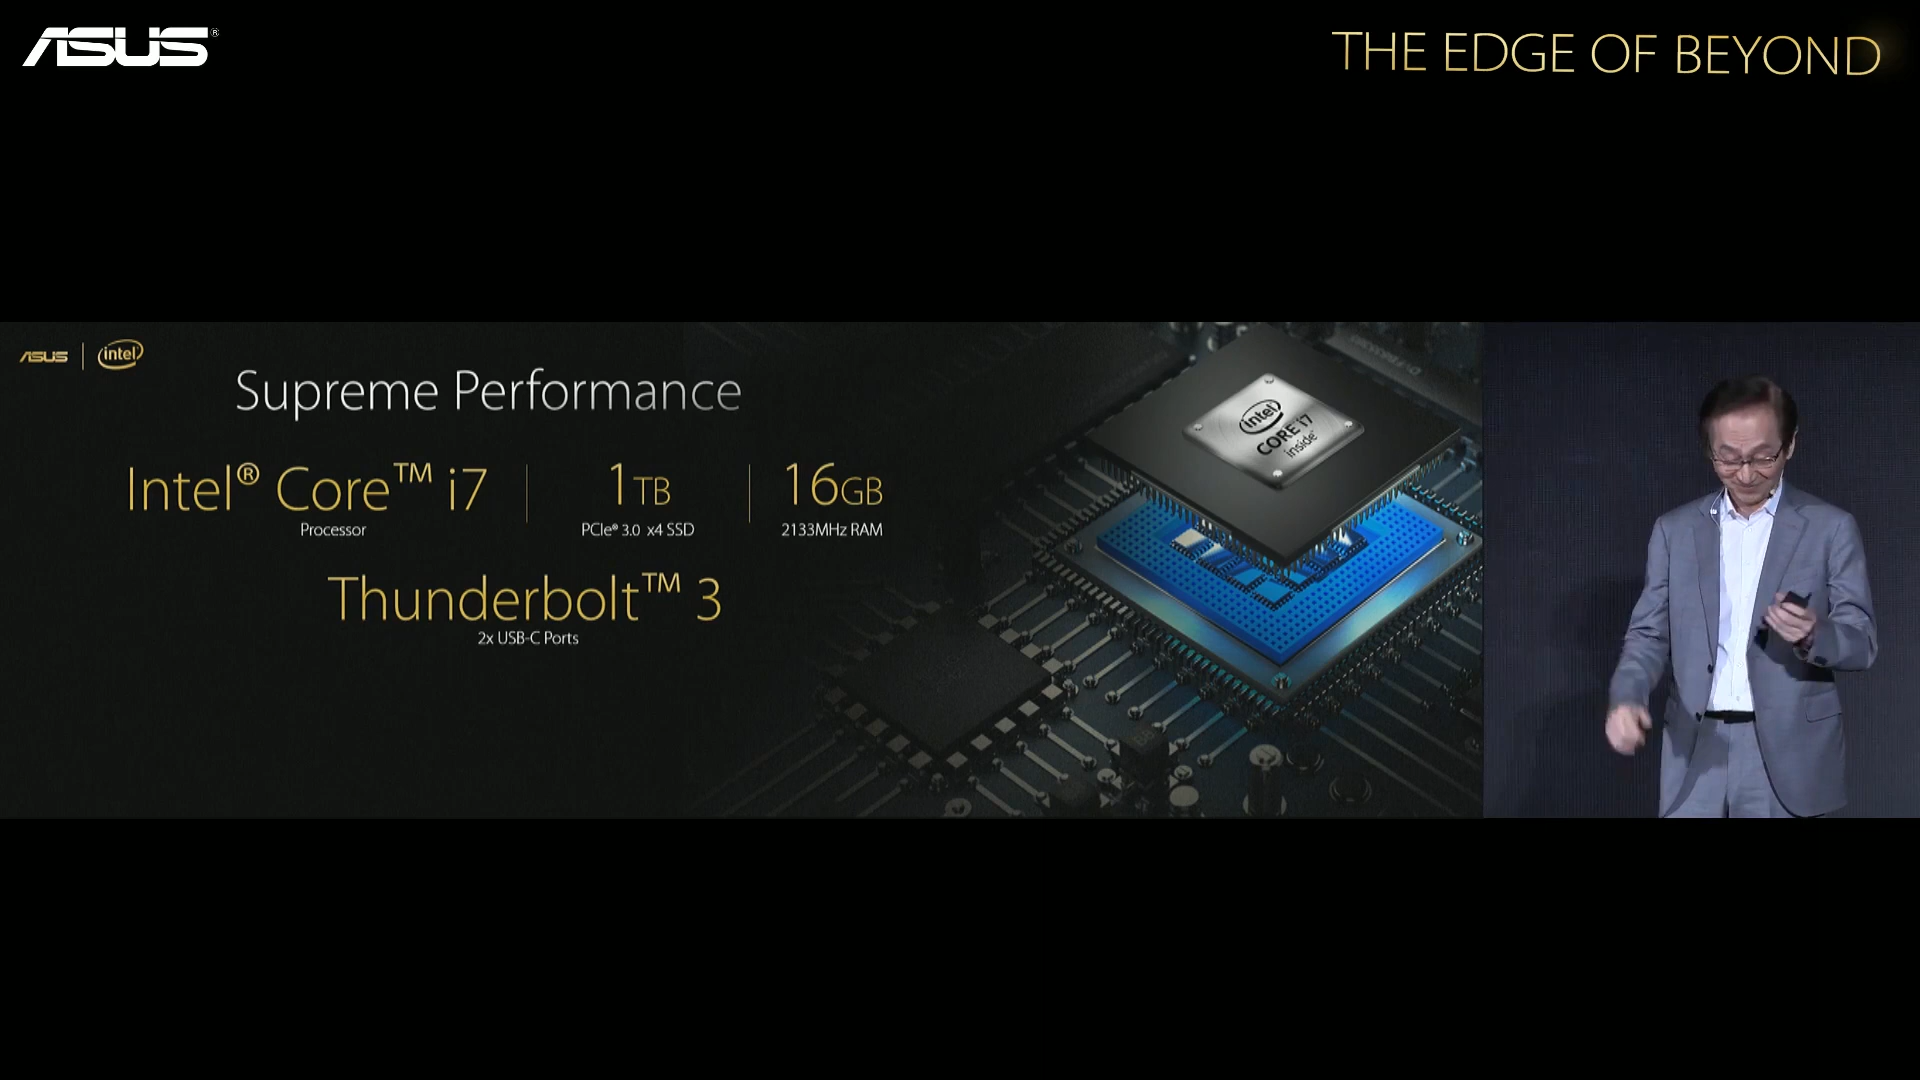 ASUS®
THE EDGE OF BEYOND
ASUS | intel
Supreme Performance
Intel® Core™ i7
Processor
1TB
PCIe® 3.0 x4 SSD
16GB
2133MHz RAM
Thunderbolt™ 3
2x USB-C Ports
intel
CORE i7
inside™